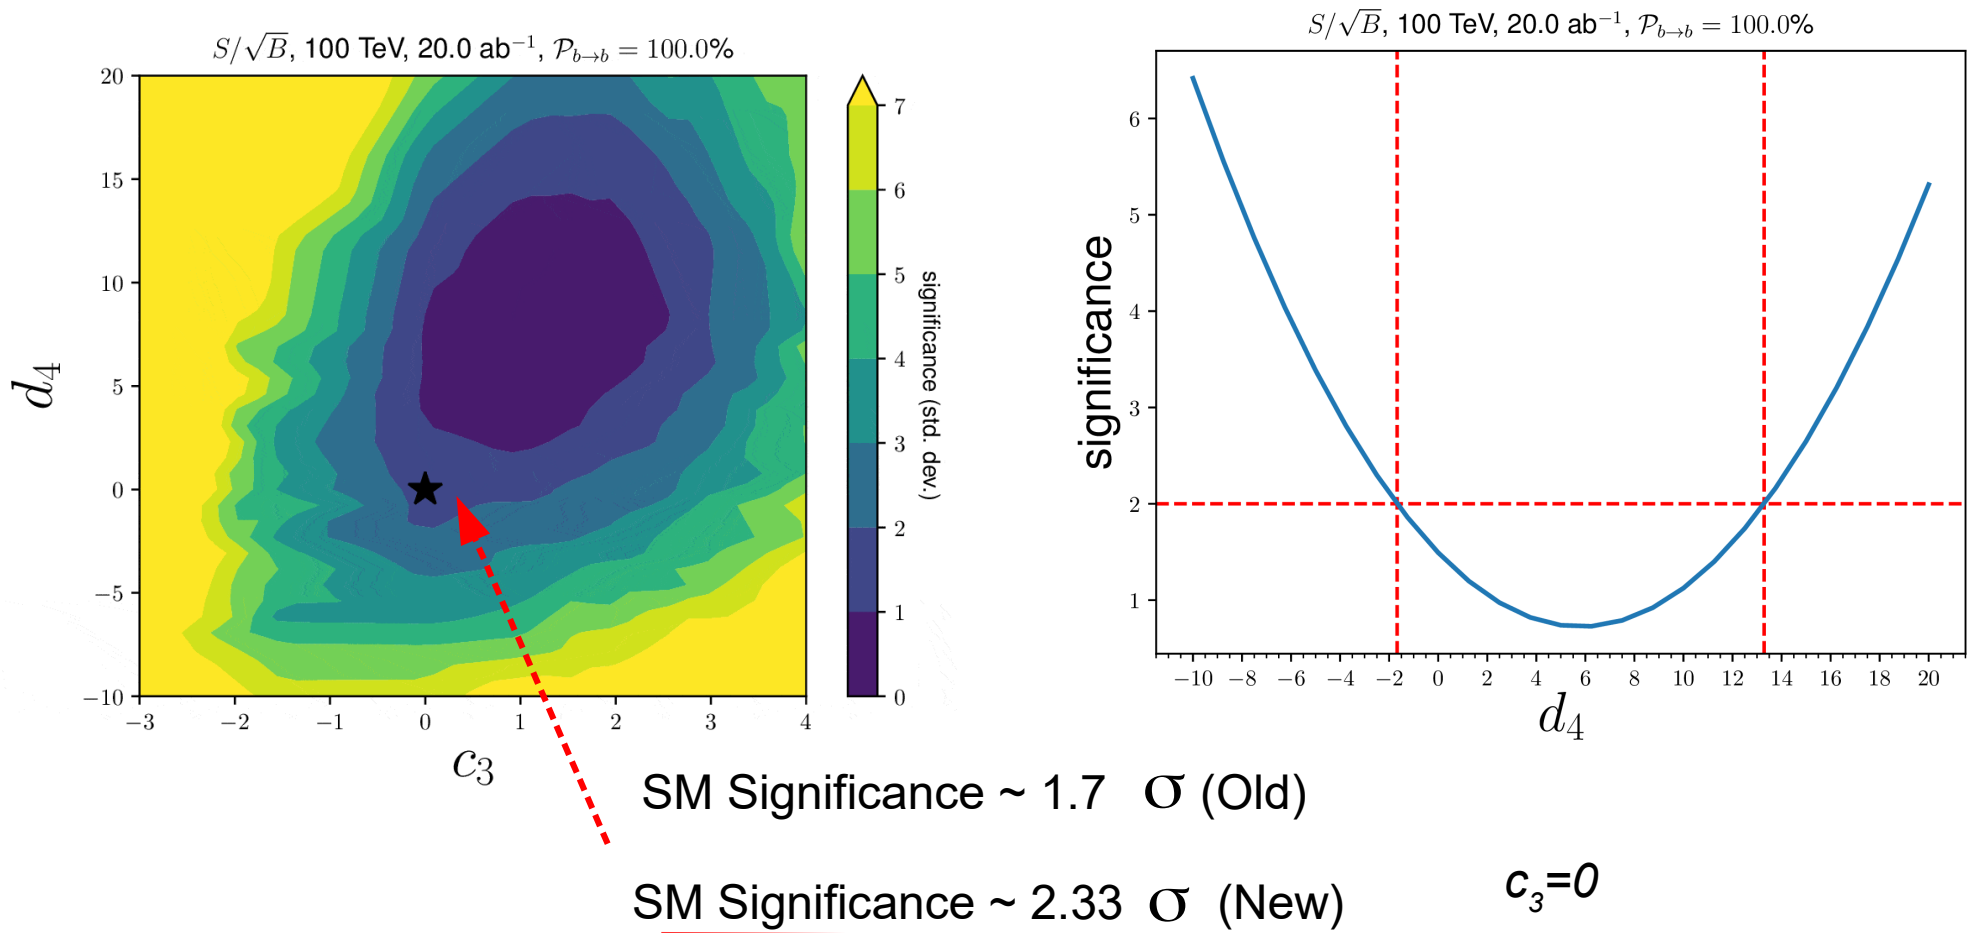 S/√B, 100 TeV, 20.0 ab⁻¹, 𝒫b→b = 100.0%
20
15
10
5
0
−5
−10
d₄
−3 −2 −1 0 1 2 3 4
c₃
7
6
5
4
3
2
1
0
significance (std. dev.)
S/√B, 100 TeV, 20.0 ab⁻¹, 𝒫b→b = 100.0%
6
5
4
3
2
1
significance
−10 −8 −6 −4 −2 0 2 4 6 8 10 12 14 16 18 20
d₄
SM Significance ~ 1.7 σ (Old)
SM Significance ~ 2.33 σ (New)
c₃=0